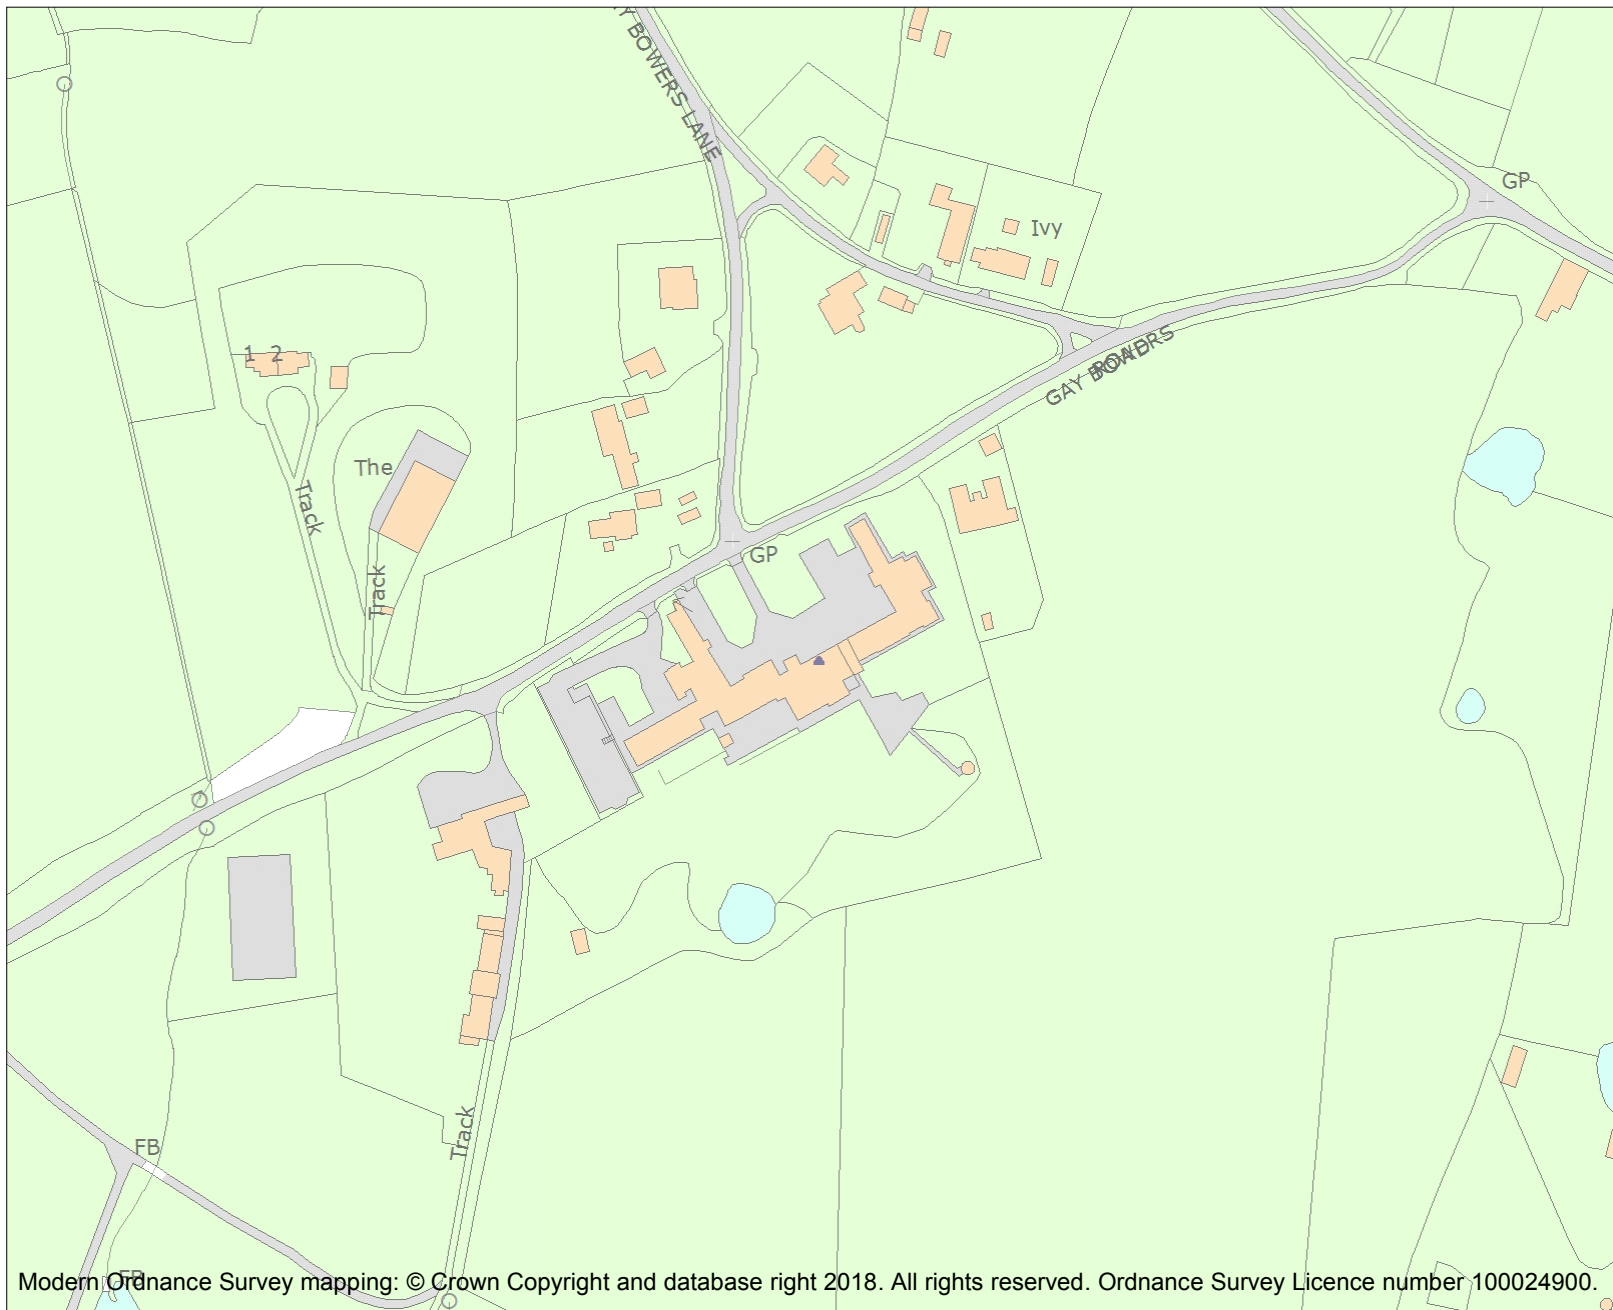 Y BOWERS LANE
GP
Ivy
GAY BOWERS
ROAD
1 2
The
Track
GP
Track
Track
FB
FB
Modern Ordnance Survey mapping: © Crown Copyright and database right 2018. All rights reserved. Ordnance Survey Licence number 100024900.